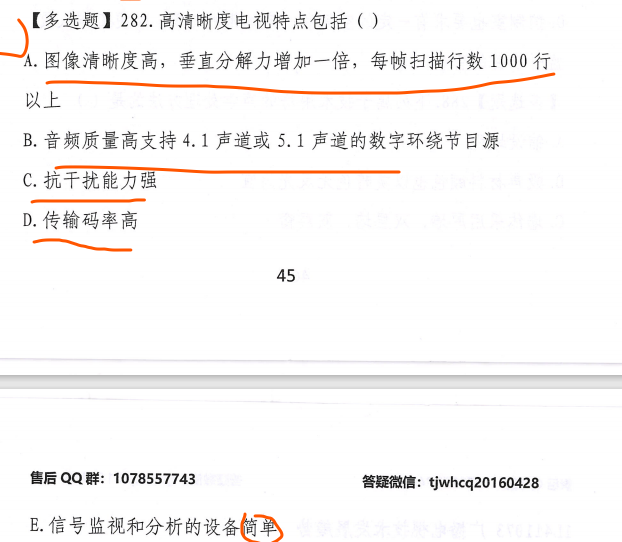 【多选题】282.高清晰度电视特点包括（）
A.图像清晰度高，垂直分解力增加一倍，每帧扫描行数 1000 行
以上
B.音频质量高支持 4.1 声道或 5.1 声道的数字环绕节目源
C.抗干扰能力强
D.传输码率高
45
售后 QQ 群：1078557743 答疑微信：tjwhcq20160428
E.信号监视和分析的设备简单